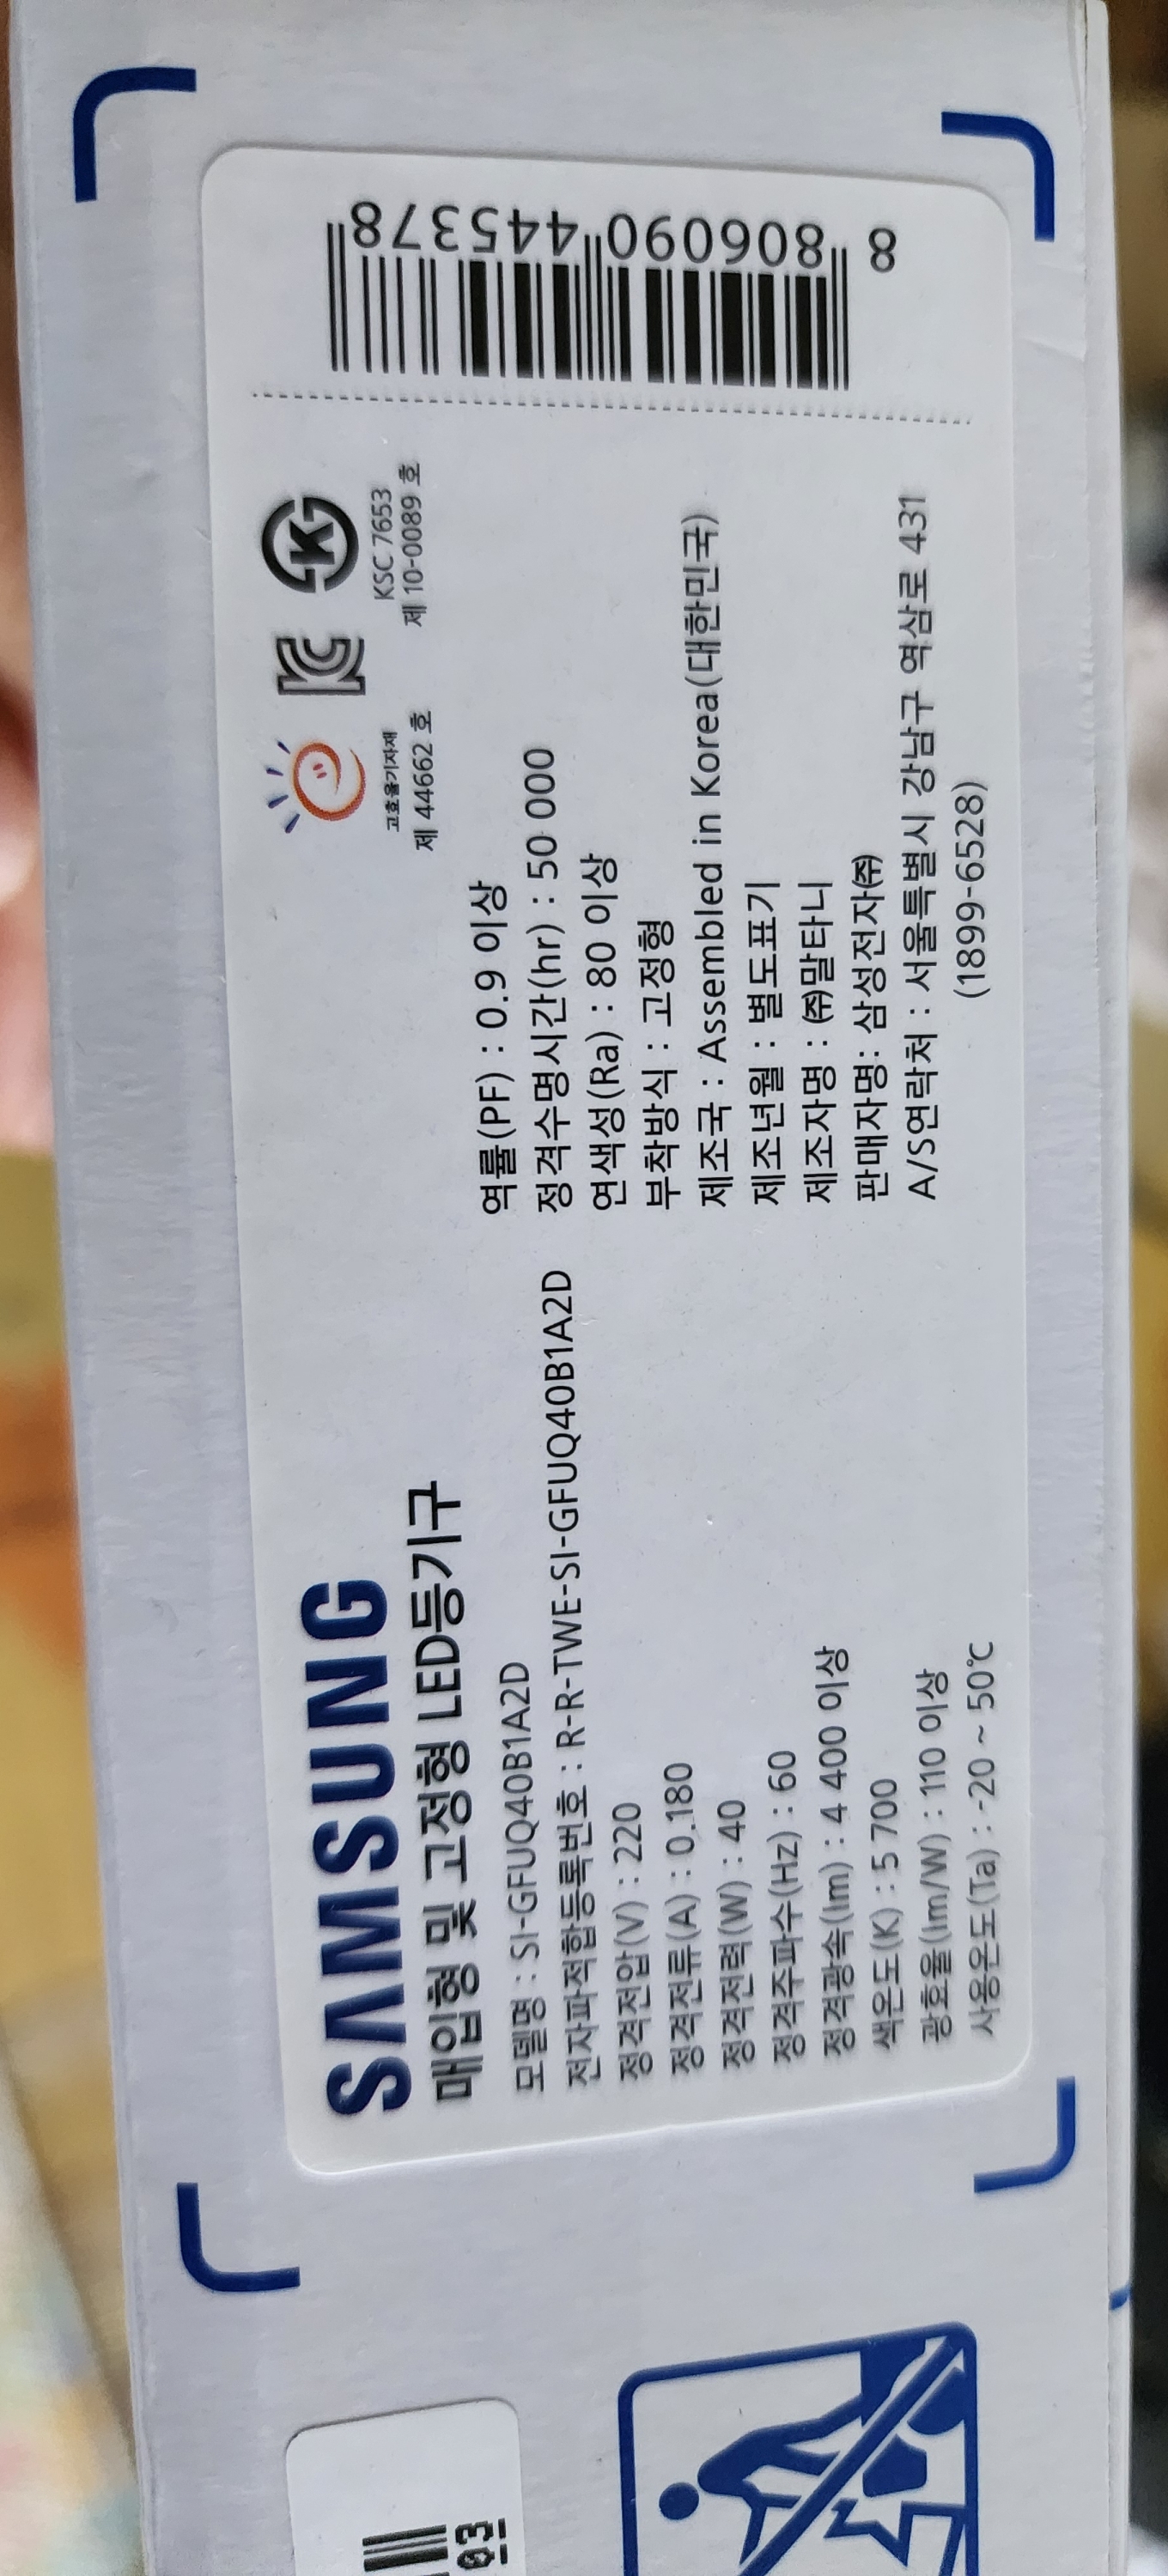 SAMSUNG
매입형 및 고정형 LED등기구
모델명 : SI-GFUQ40B1A2D
전자파적합등록번호 : R-R-TWE-SI-GFUQ40B1A2D
정격전압(V) : 220
정격전류(A) : 0.180
정격전력(W) : 40
정격주파수(Hz) : 60
정격광속(lm) : 4 400 이상
색온도(K) : 5 700
광효율(lm/W) : 110 이상
사용온도(Ta) : -20 ~ 50℃
고효율기자재
제 44662 호
KSC 7653
제 10-0089 호
역률(PF) : 0.9 이상
정격수명시간(hr) : 50 000
연색성(Ra) : 80 이상
부착방식 : 고정형
제조국 : Assembled in Korea(대한민국)
제조년월 : 별도표기
제조자명 : ㈜말타니
판매자명: 삼성전자㈜
A/S연락처 : 서울특별시 강남구 역삼로 431
(1899-6528)
8 806090 445378
03